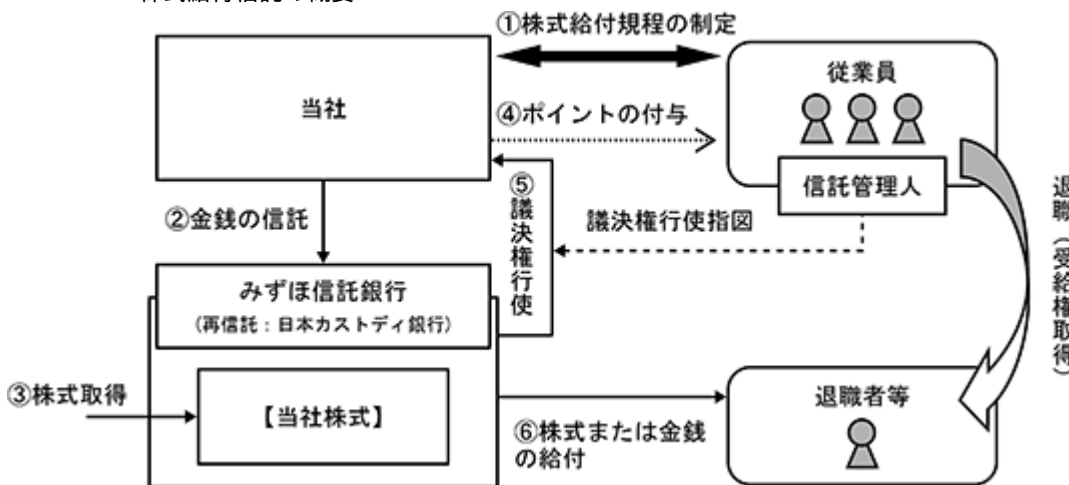 ①株式給付規程の制定
従業員
当社
④ポイントの付与
信託管理人
②金銭の信託
⑤議決権行使
議決権行使指図
退職（受給権取得）
みずほ信託銀行
（再信託：日本カストディ銀行）
③株式取得
【当社株式】
退職者等
⑥株式または金銭
の給付